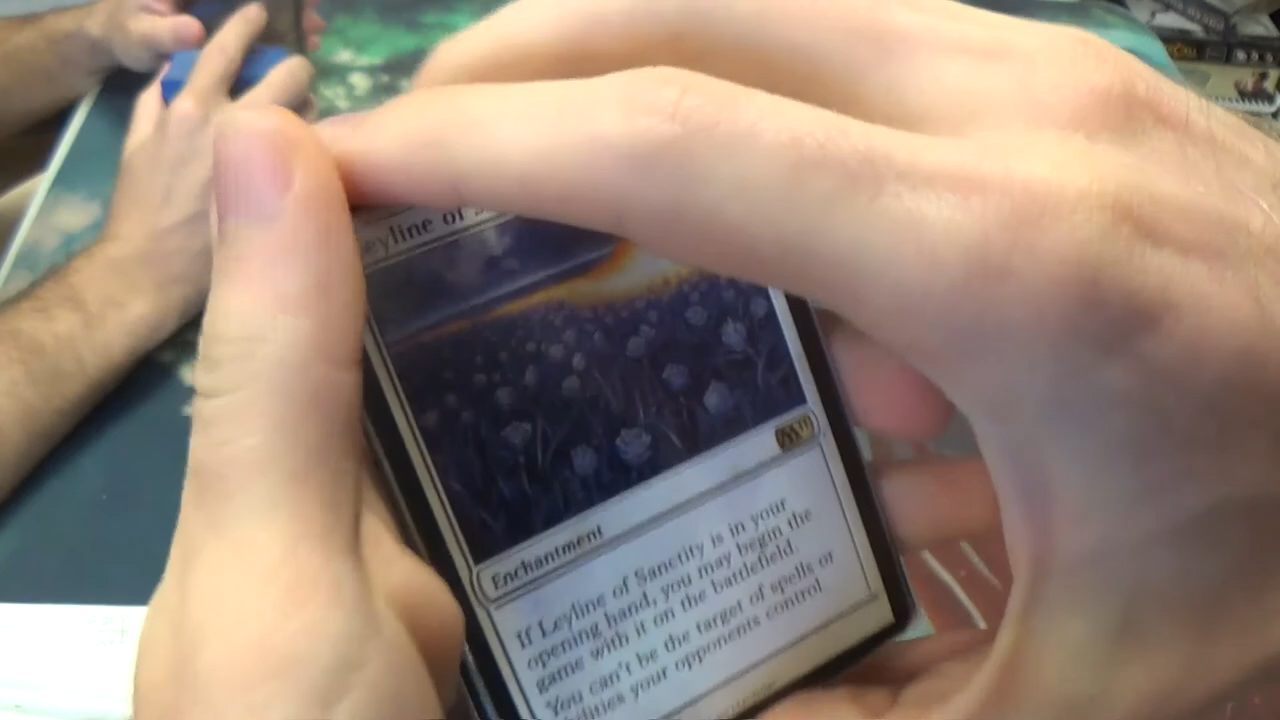 eyline of
Enchantment
If Leyline of Sanctity is in your
opening hand, you may begin the
game with it on the battlefield.
You can't be the target of spells or
abilities your opponents control